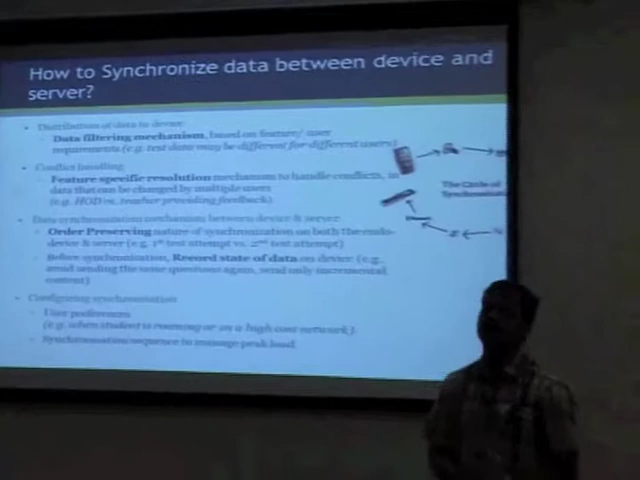 How to Synchronize data between device and
server?
Distribution of data to device
Data filtering mechanism, based on feature/ user
requirements (e.g. test data may be different for different users)
Conflict handling
Feature specific resolution mechanism to handle conflicts, in
data that can be changed by multiple users
(e.g. HOD vs. teacher providing feedback)
Data synchronization mechanism between device & server
Order Preserving nature of synchronization on both the ends-
device & server (e.g. 1st test attempt vs. 2nd test attempt)
Before synchronization, Record state of data on device (e.g.
avoid sending the same questions again, send only incremental
content)
Configuring synchronization
User preferences
(e.g. when student is roaming or on a high cost network)
Synchronization sequence to manage peak load
The Circle of